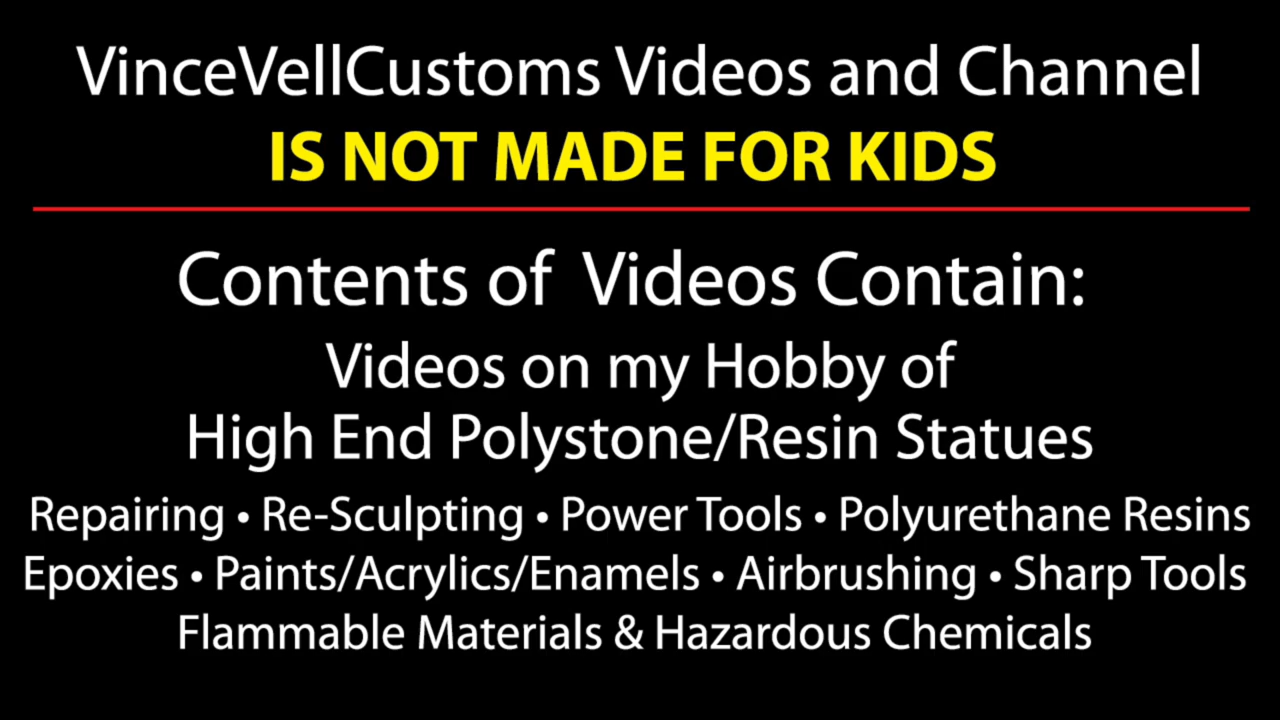 VinceVellCustoms Videos and Channel
IS NOT MADE FOR KIDS
Contents of Videos Contain:
Videos on my Hobby of
High End Polystone/Resin Statues
Repairing • Re-Sculpting • Power Tools • Polyurethane Resins
Epoxies • Paints/Acrylics/Enamels • Airbrushing • Sharp Tools
Flammable Materials & Hazardous Chemicals